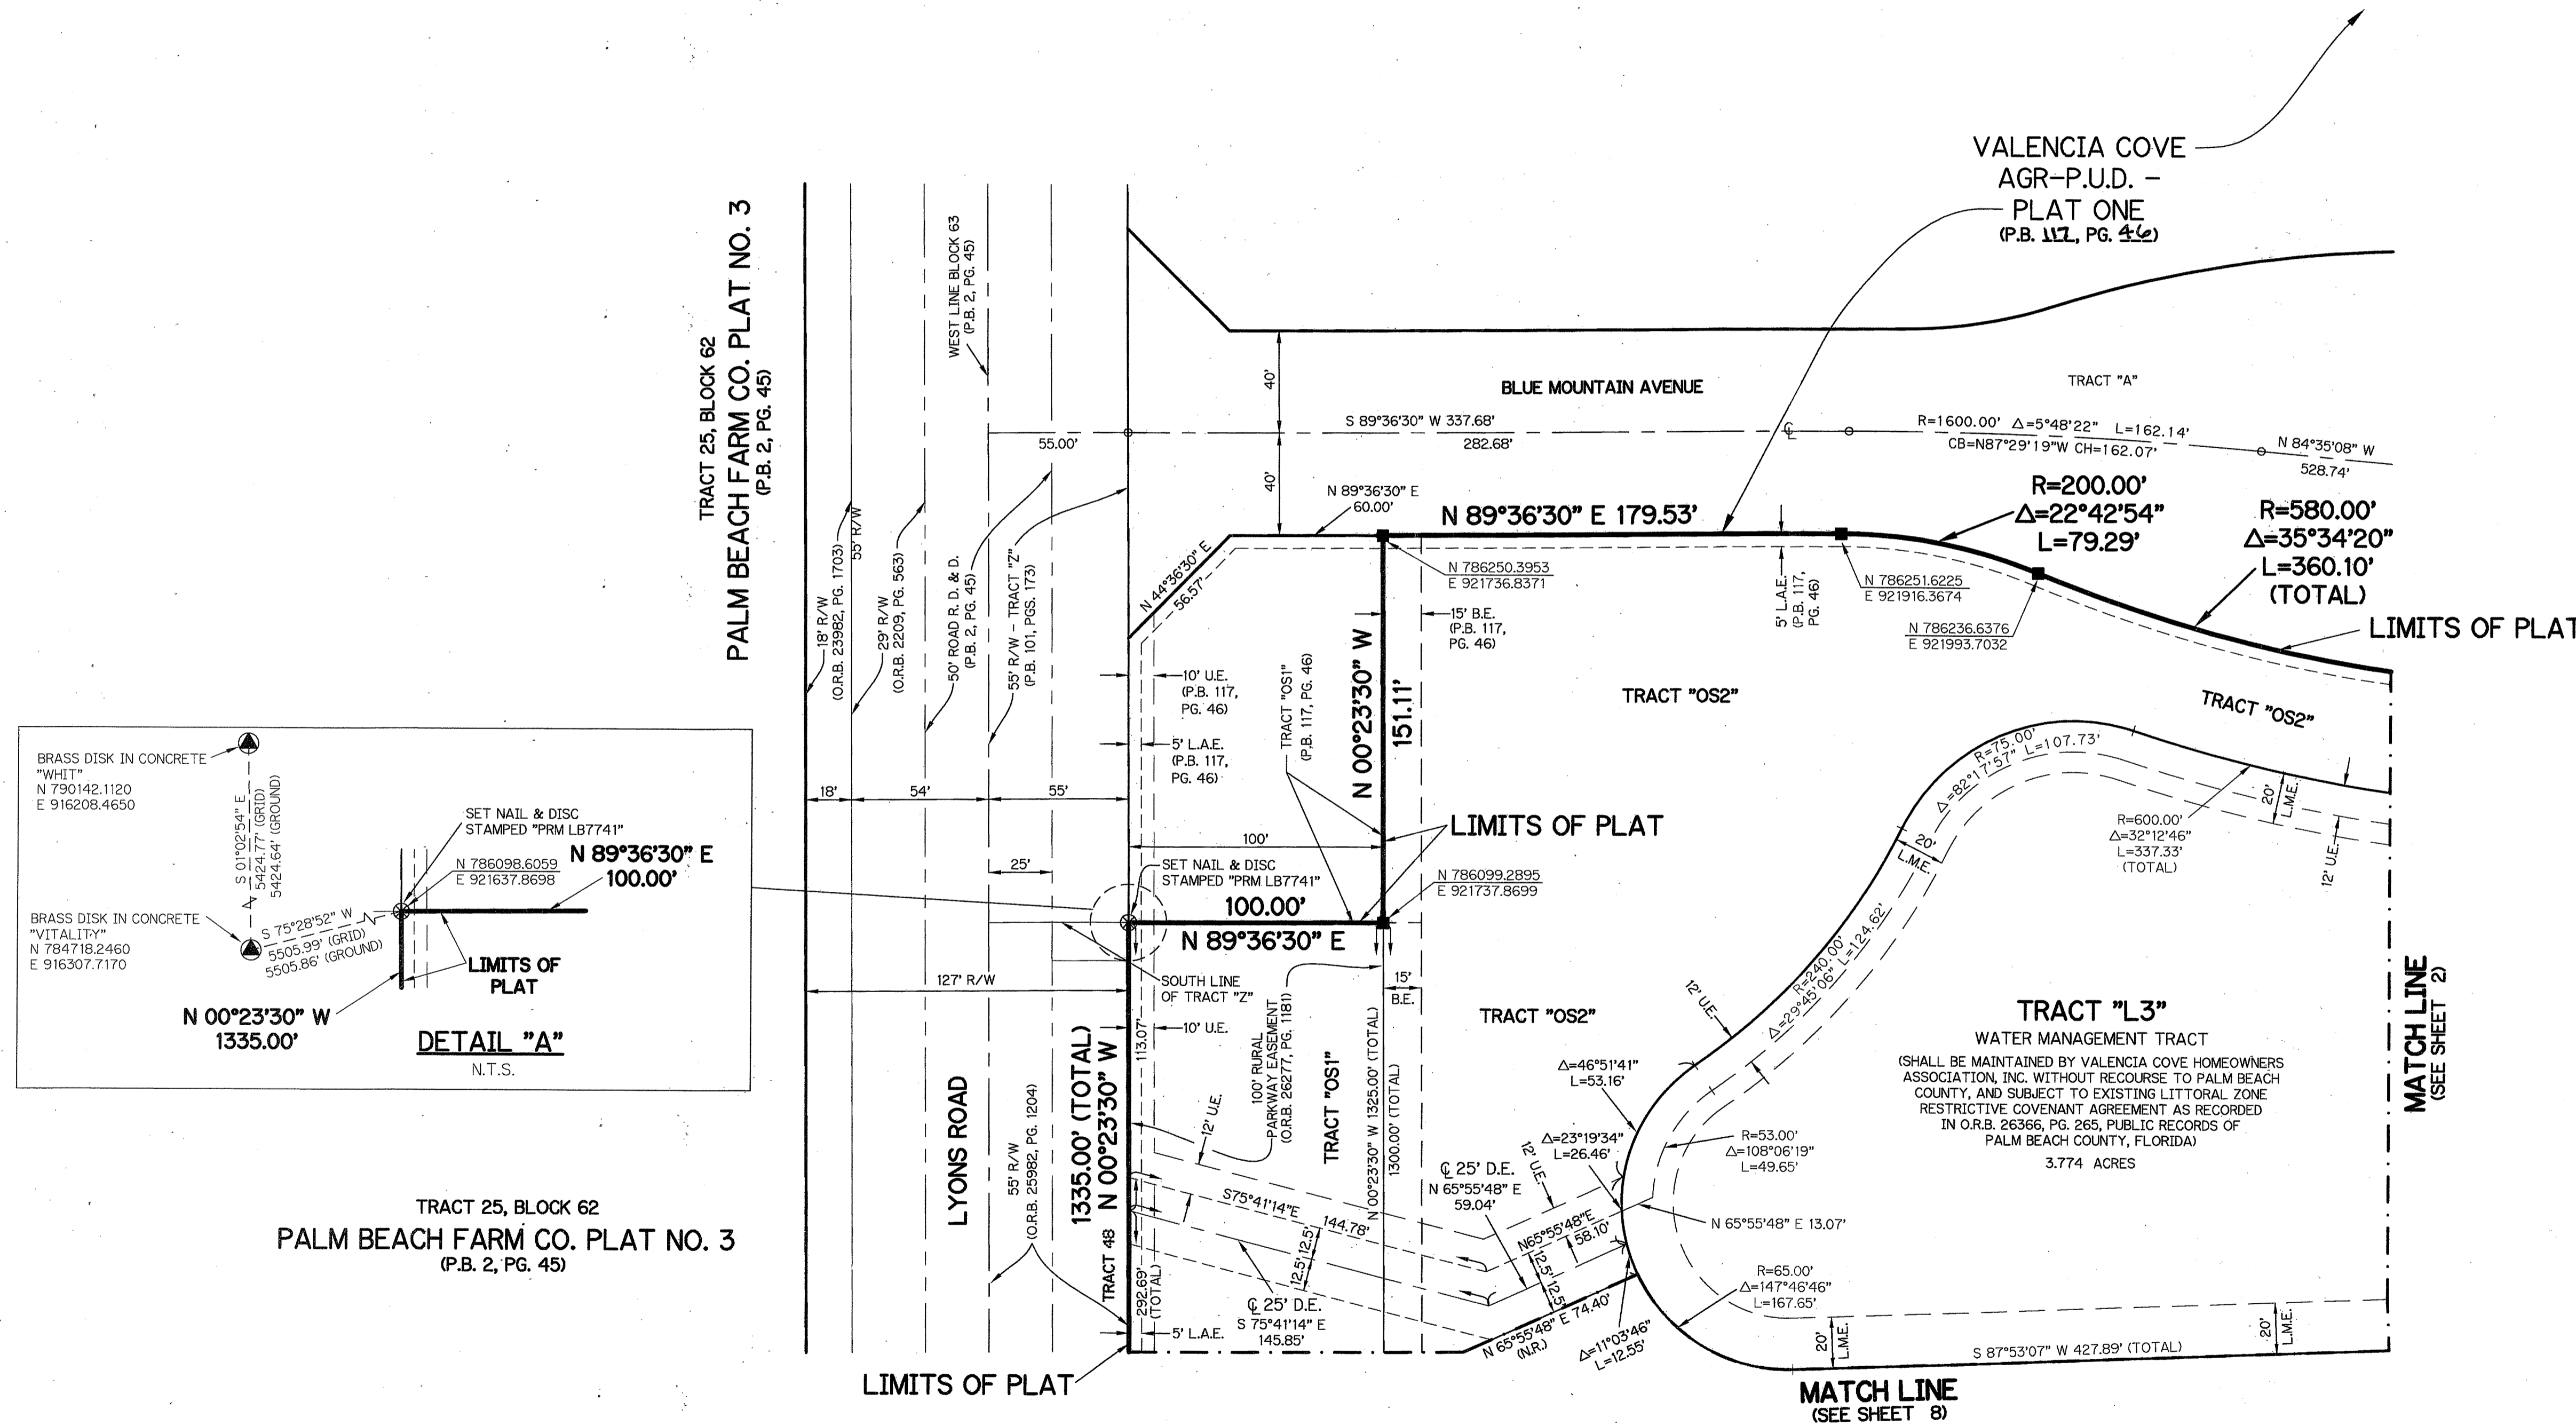 VALENCIA COVE
AGR-P.U.D. -
PLAT ONE
(P.B. 117, PG. 46)
TRACT 25, BLOCK 62
PALM BEACH FARM CO. PLAT NO. 3
(P.B. 2, PG. 45)
WEST LINE BLOCK 63
(P.B. 2, PG. 45)
18' R/W
(O.R.B. 23982, PG. 1703)
55' R/W
29' R/W
(O.R.B. 2209, PG. 563)
50' ROAD R. D. & D.
(P.B. 2, PG. 45)
55' R/W - TRACT "Z"
(P.B. 101, PGS. 173)
40'
BLUE MOUNTAIN AVENUE
TRACT "A"
S 89°36'30" W 337.68'
282.68'
55.00'
40'
R=1600.00' Δ=5°48'22" L=162.14'
CB=N87°29'19"W CH=162.07'
N 84°35'08" W
528.74'
N 89°36'30" E
60.00'
N 89°36'30" E 179.53'
R=200.00'
Δ=22°42'54"
L=79.29'
R=580.00'
Δ=35°34'20"
L=360.10'
(TOTAL)
LIMITS OF PLAT
N 44°36'30" E
56.57'
N 786250.3953
E 921736.8371
N 786251.6225
E 921916.3674
N 786236.6376
E 921993.7032
5' L.A.E.
(P.B. 117,
PG. 46)
15' B.E.
(P.B. 117,
PG. 46)
10' U.E.
(P.B. 117,
PG. 46)
5' L.A.E.
(P.B. 117,
PG. 46)
TRACT "OS1"
(P.B. 117, PG. 46)
N 00°23'30" W
151.11'
TRACT "OS2"
TRACT "OS2"
18'
54'
55'
100'
25'
LIMITS OF PLAT
SET NAIL & DISC
STAMPED "PRM LB7741"
100.00'
N 89°36'30" E
N 786099.2895
E 921737.8699
BRASS DISK IN CONCRETE
"WHIT"
N 790142.1120
E 916208.4650
S 01°02'54" E
5424.77' (GRID)
5424.64' (GROUND)
BRASS DISK IN CONCRETE
"VITALITY"
N 784718.2460
E 916307.7170
S 75°28'52" W
5505.99' (GRID)
5505.86' (GROUND)
SET NAIL & DISC
STAMPED "PRM LB7741"
N 786098.6059
E 921637.8698
N 89°36'30" E
100.00'
LIMITS OF
PLAT
N 00°23'30" W
1335.00'
DETAIL "A"
N.T.S.
127' R/W
SOUTH LINE
OF TRACT "Z"
10' U.E.
113.07'
15'
B.E.
100' RURAL
PARKWAY EASEMENT
(O.R.B. 26277, PG. 1181)
TRACT "OS1"
N 00°23'30" W 1325.00' (TOTAL)
1300.00' (TOTAL)
TRACT "OS2"
LYONS ROAD
55' R/W
(O.R.B. 25982, PG. 1204)
1335.00' (TOTAL)
N 00°23'30" W
TRACT 48
292.69'
(TOTAL)
5' L.A.E.
12' U.E.
S75°41'14"E
144.78'
12.5'
12.5'
℄ 25' D.E.
S 75°41'14" E
145.85'
℄ 25' D.E.
N 65°55'48" E
59.04'
12' U.E.
N65°55'48"E
58.10'
12.5'
12.5'
N 65°55'48" E 74.40'
(N.R.)
Δ=11°03'46"
L=12.55'
Δ=23°19'34"
L=26.46'
Δ=46°51'41"
L=53.16'
12' U.E.
R=240.00'
Δ=29°45'06" L=124.62'
R=75.00'
Δ=82°17'57" L=107.73'
20'
L.M.E.
20'
L.M.E.
R=600.00'
Δ=32°12'46"
L=337.33'
(TOTAL)
12' U.E.
TRACT "L3"
WATER MANAGEMENT TRACT
(SHALL BE MAINTAINED BY VALENCIA COVE HOMEOWNERS
ASSOCIATION, INC. WITHOUT RECOURSE TO PALM BEACH
COUNTY, AND SUBJECT TO EXISTING LITTORAL ZONE
RESTRICTIVE COVENANT AGREEMENT AS RECORDED
IN O.R.B. 26366, PG. 265, PUBLIC RECORDS OF
PALM BEACH COUNTY, FLORIDA)
3.774 ACRES
R=53.00'
Δ=108°06'19"
L=49.65'
N 65°55'48" E 13.07'
R=65.00'
Δ=147°46'46"
L=167.65'
20'
L.M.E.
20'
L.M.E.
S 87°53'07" W 427.89' (TOTAL)
MATCH LINE
(SEE SHEET 2)
MATCH LINE
(SEE SHEET 8)
TRACT 25, BLOCK 62
PALM BEACH FARM CO. PLAT NO. 3
(P.B. 2, PG. 45)
LIMITS OF PLAT